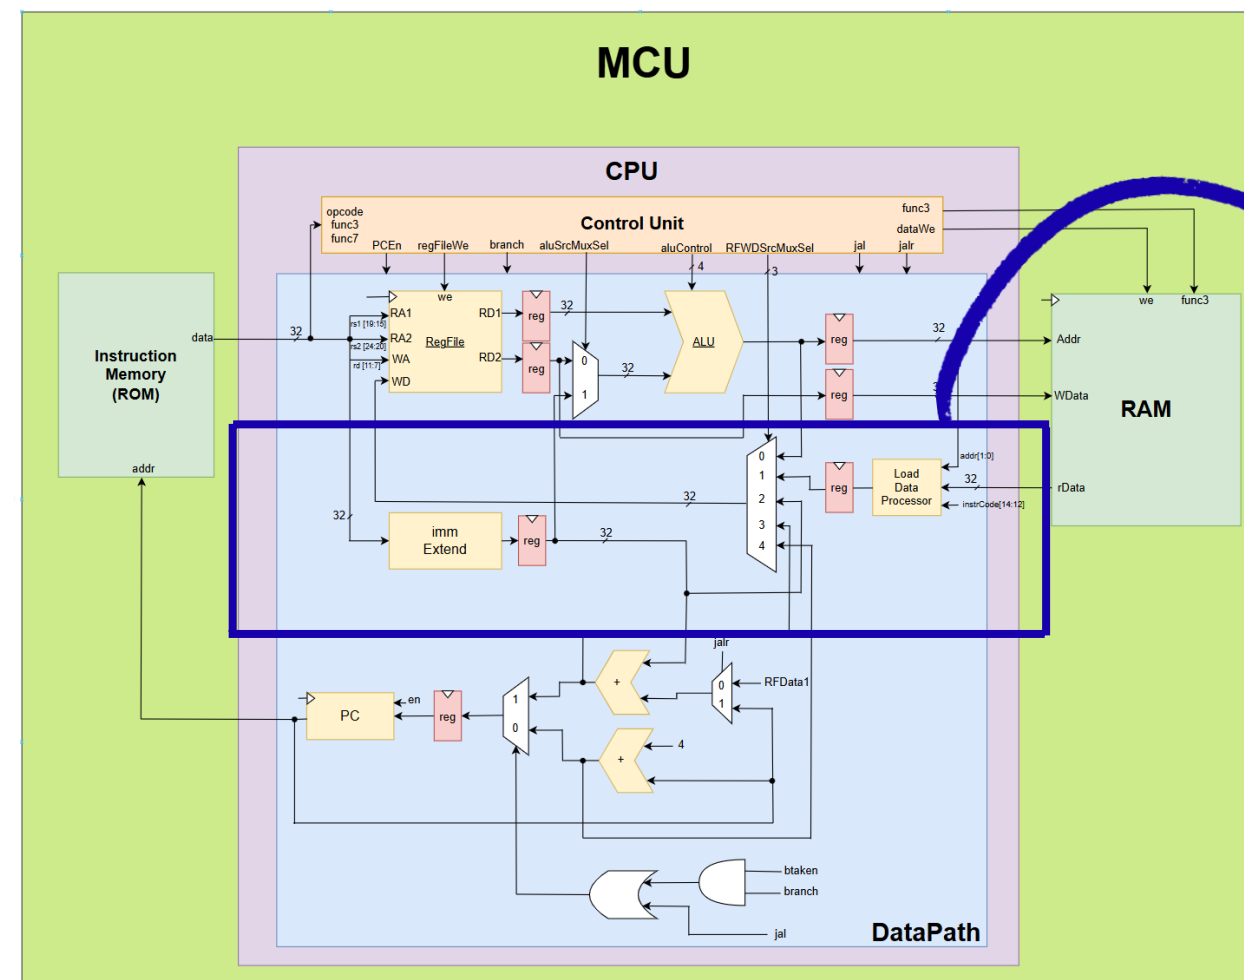 MCU
CPU
Control Unit
opcode
func3
func7
func3
dataWe
PCEn
regFileWe
branch
aluSrcMuxSel
aluControl
RFWDSrcMuxSel
jal
jalr
4
3
Instruction
Memory
(ROM)
data
addr
32
we
RA1
RA2
WA
WD
RD1
RD2
RegFile
rs1 [19:15]
rs2 [24:20]
rd [11:7]
reg
reg
32
0
1
32
ALU
reg
reg
32
we
func3
Addr
WData
rData
RAM
addr[1:0]
32
instrCode[14:12]
Load
Data
Processor
reg
0
1
2
3
4
32
32
imm
Extend
reg
32
jalr
0
1
RFData1
+
+
4
1
0
reg
en
PC
btaken
branch
jal
DataPath